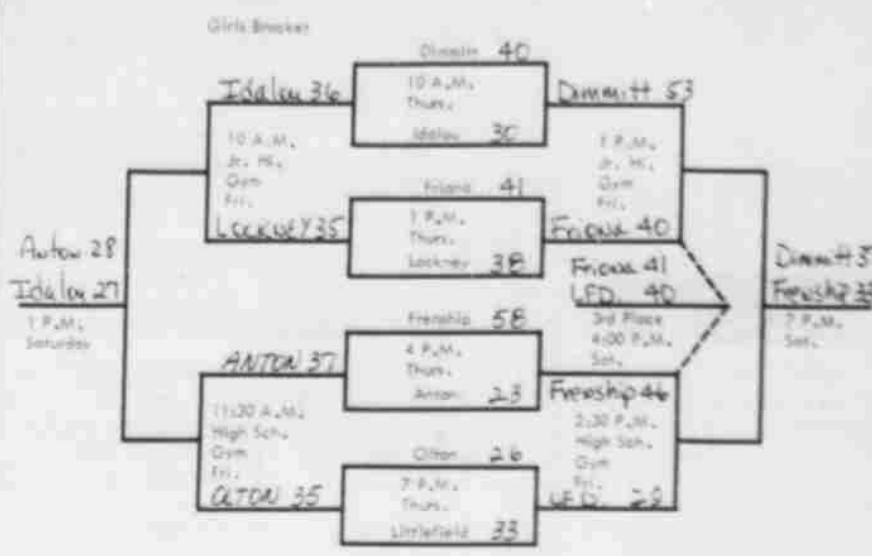 Girls Bracket
Dimmitt 40
10 A.M.
Thurs.
Idalou 30
Idalou 36
10 A.M.
Jr. Hi.
Gym
Fri.
LOCKNEY 35
Friona 41
1 P.M.
Thurs.
Lockney 38
Dimmitt 53
1 P.M.
Jr. Hi.
Gym
Fri.
Friona 40
Anton 28
Idalou 27
1 P.M.
Saturday
Friona 41
LFD. 40
3rd Place
4:00 P.M.
Sat.
Dimmitt
Frenship
7 P.M.
Sat.
Frenship 58
4 P.M.
Thurs.
Anton 23
ANTON 37
11:30 A.M.
High Sch.
Gym
Fri.
OLTON 35
Olton 26
7 P.M.
Thurs.
Littlefield 33
Frenship 46
2:30 P.M.
High Sch.
Gym
Fri.
LFD.